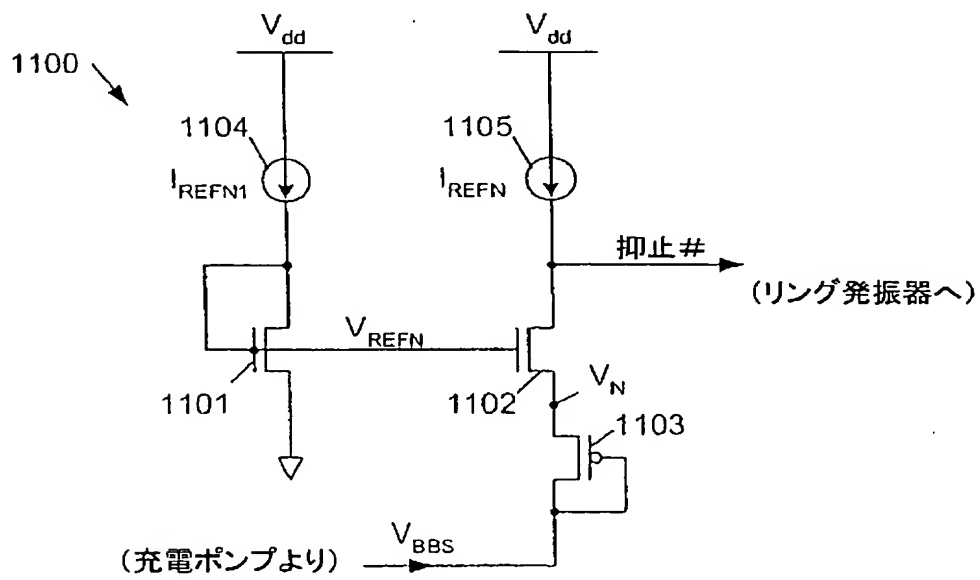 V_dd
V_dd
1100
1104
1105
I_REFN1
I_REFN
抑止#
(リング発振器へ)
V_REFN
1101
1102
V_N
1103
V_BBS
(充電ポンプより)